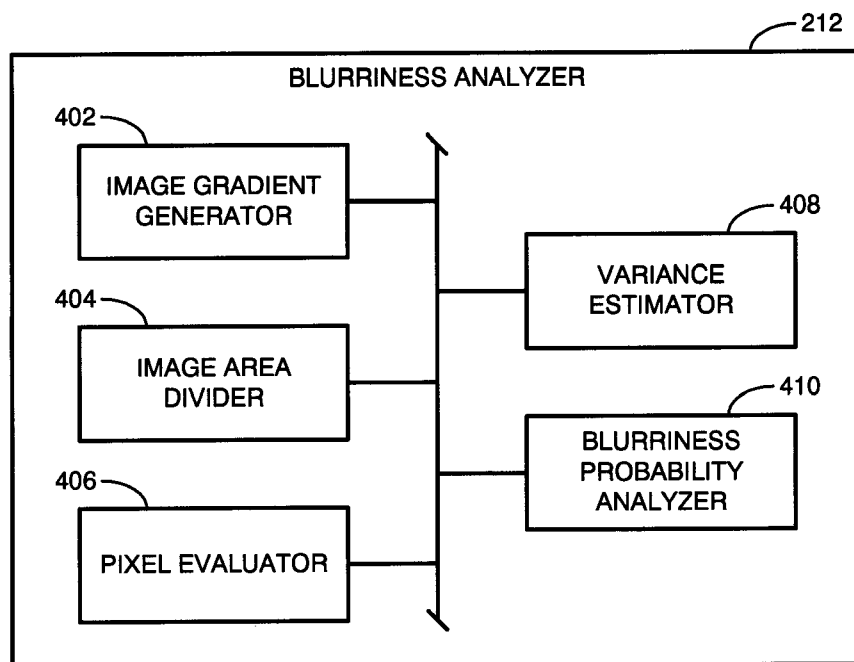 212
BLURRINESS ANALYZER
402
IMAGE GRADIENT
GENERATOR
404
IMAGE AREA
DIVIDER
406
PIXEL EVALUATOR
408
VARIANCE
ESTIMATOR
410
BLURRINESS
PROBABILITY
ANALYZER